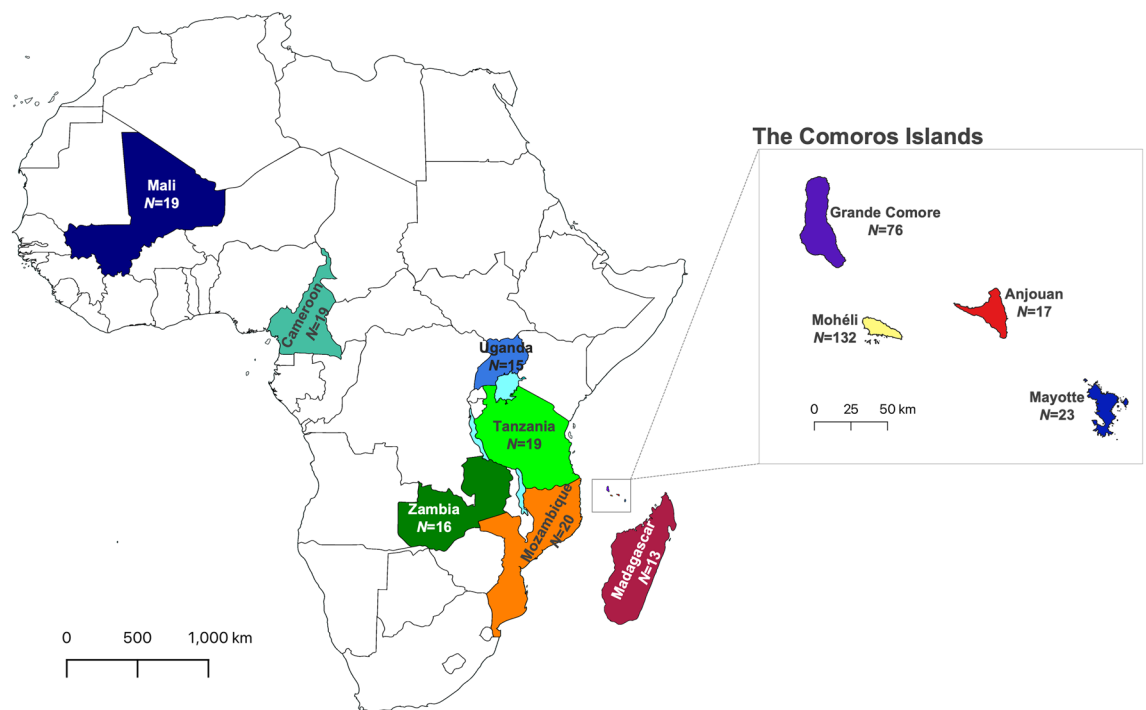 The Comoros Islands
Mali
N=19
Cameroon
N=19
Uganda
N=15
Tanzania
N=19
Zambia
N=16
Mozambique
N=20
Madagascar
N=13
Grande Comore
N=76
Anjouan
N=17
Mohéli
N=132
Mayotte
N=23
0 25 50 km
0 500 1,000 km